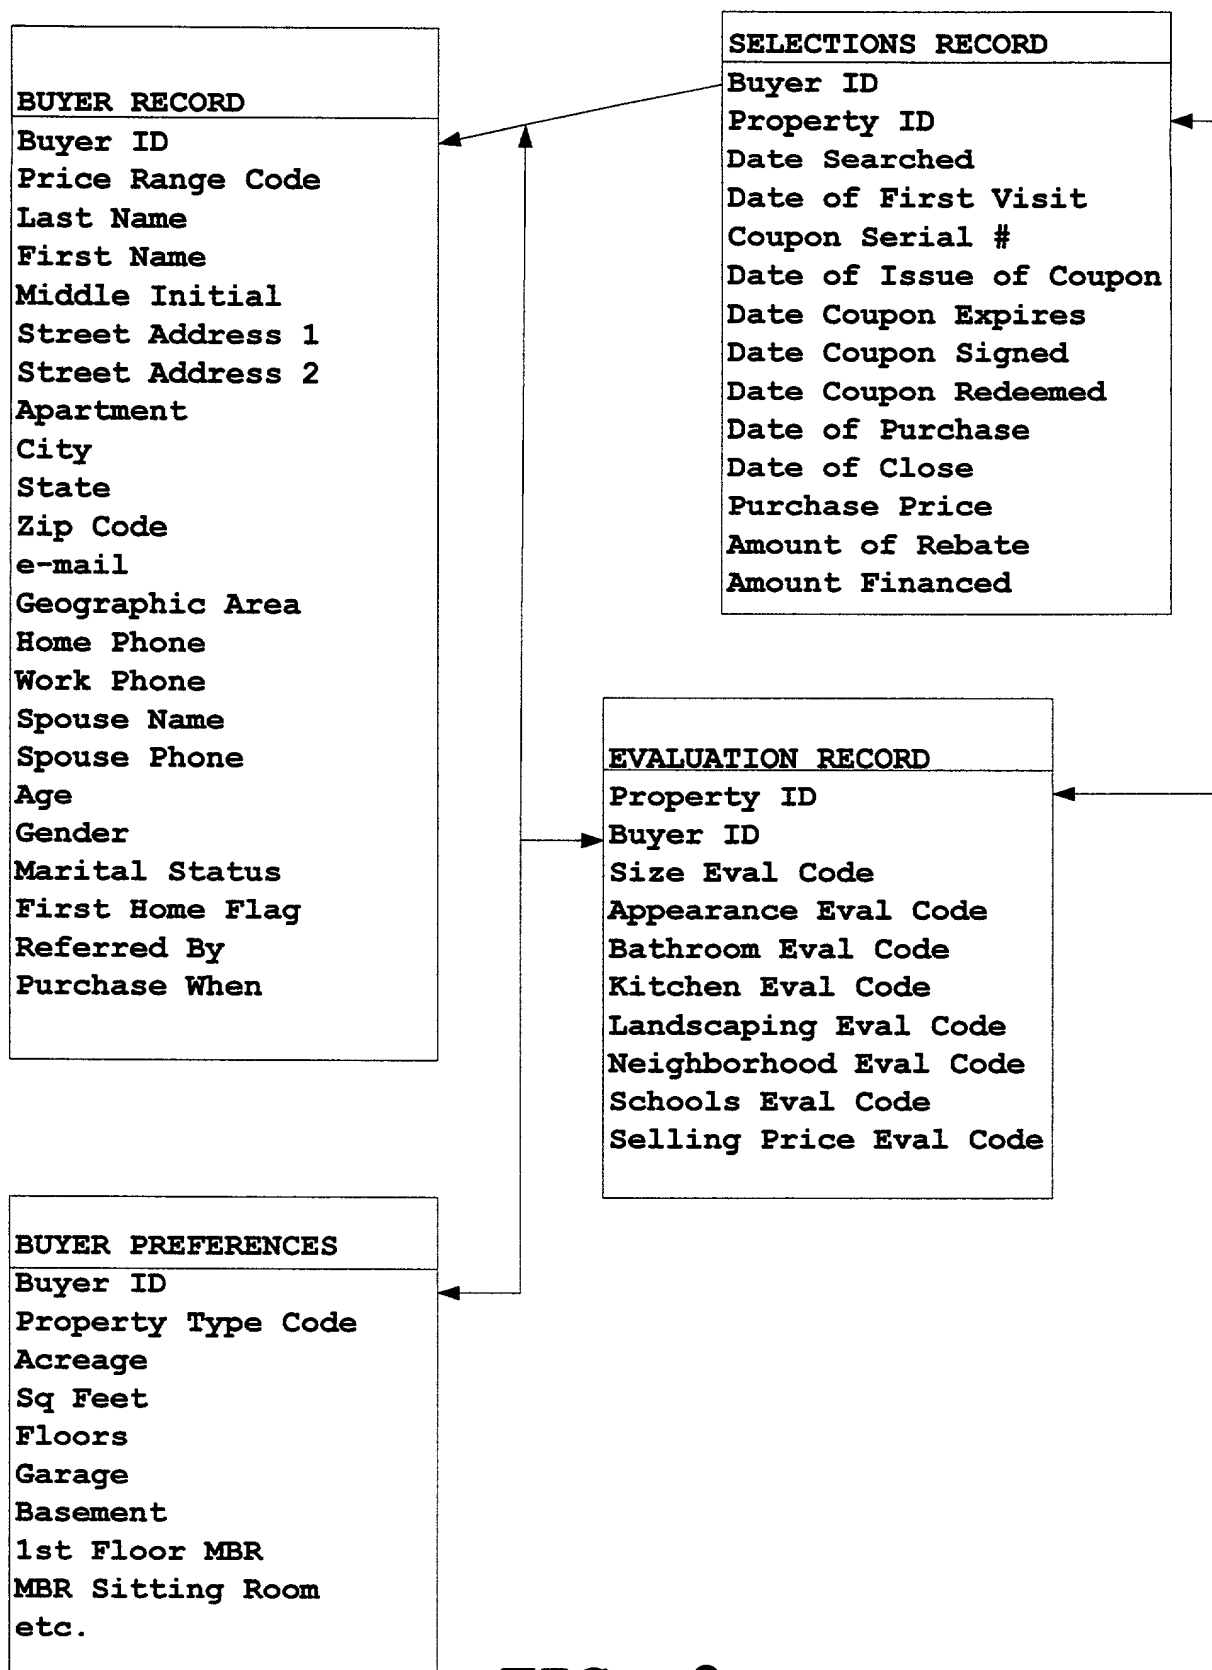 BUYER RECORD
Buyer ID
Price Range Code
Last Name
First Name
Middle Initial
Street Address 1
Street Address 2
Apartment
City
State
Zip Code
e-mail
Geographic Area
Home Phone
Work Phone
Spouse Name
Spouse Phone
Age
Gender
Marital Status
First Home Flag
Referred By
Purchase When
SELECTIONS RECORD
Buyer ID
Property ID
Date Searched
Date of First Visit
Coupon Serial #
Date of Issue of Coupon
Date Coupon Expires
Date Coupon Signed
Date Coupon Redeemed
Date of Purchase
Date of Close
Purchase Price
Amount of Rebate
Amount Financed
EVALUATION RECORD
Property ID
Buyer ID
Size Eval Code
Appearance Eval Code
Bathroom Eval Code
Kitchen Eval Code
Landscaping Eval Code
Neighborhood Eval Code
Schools Eval Code
Selling Price Eval Code
BUYER PREFERENCES
Buyer ID
Property Type Code
Acreage
Sq Feet
Floors
Garage
Basement
1st Floor MBR
MBR Sitting Room
etc.